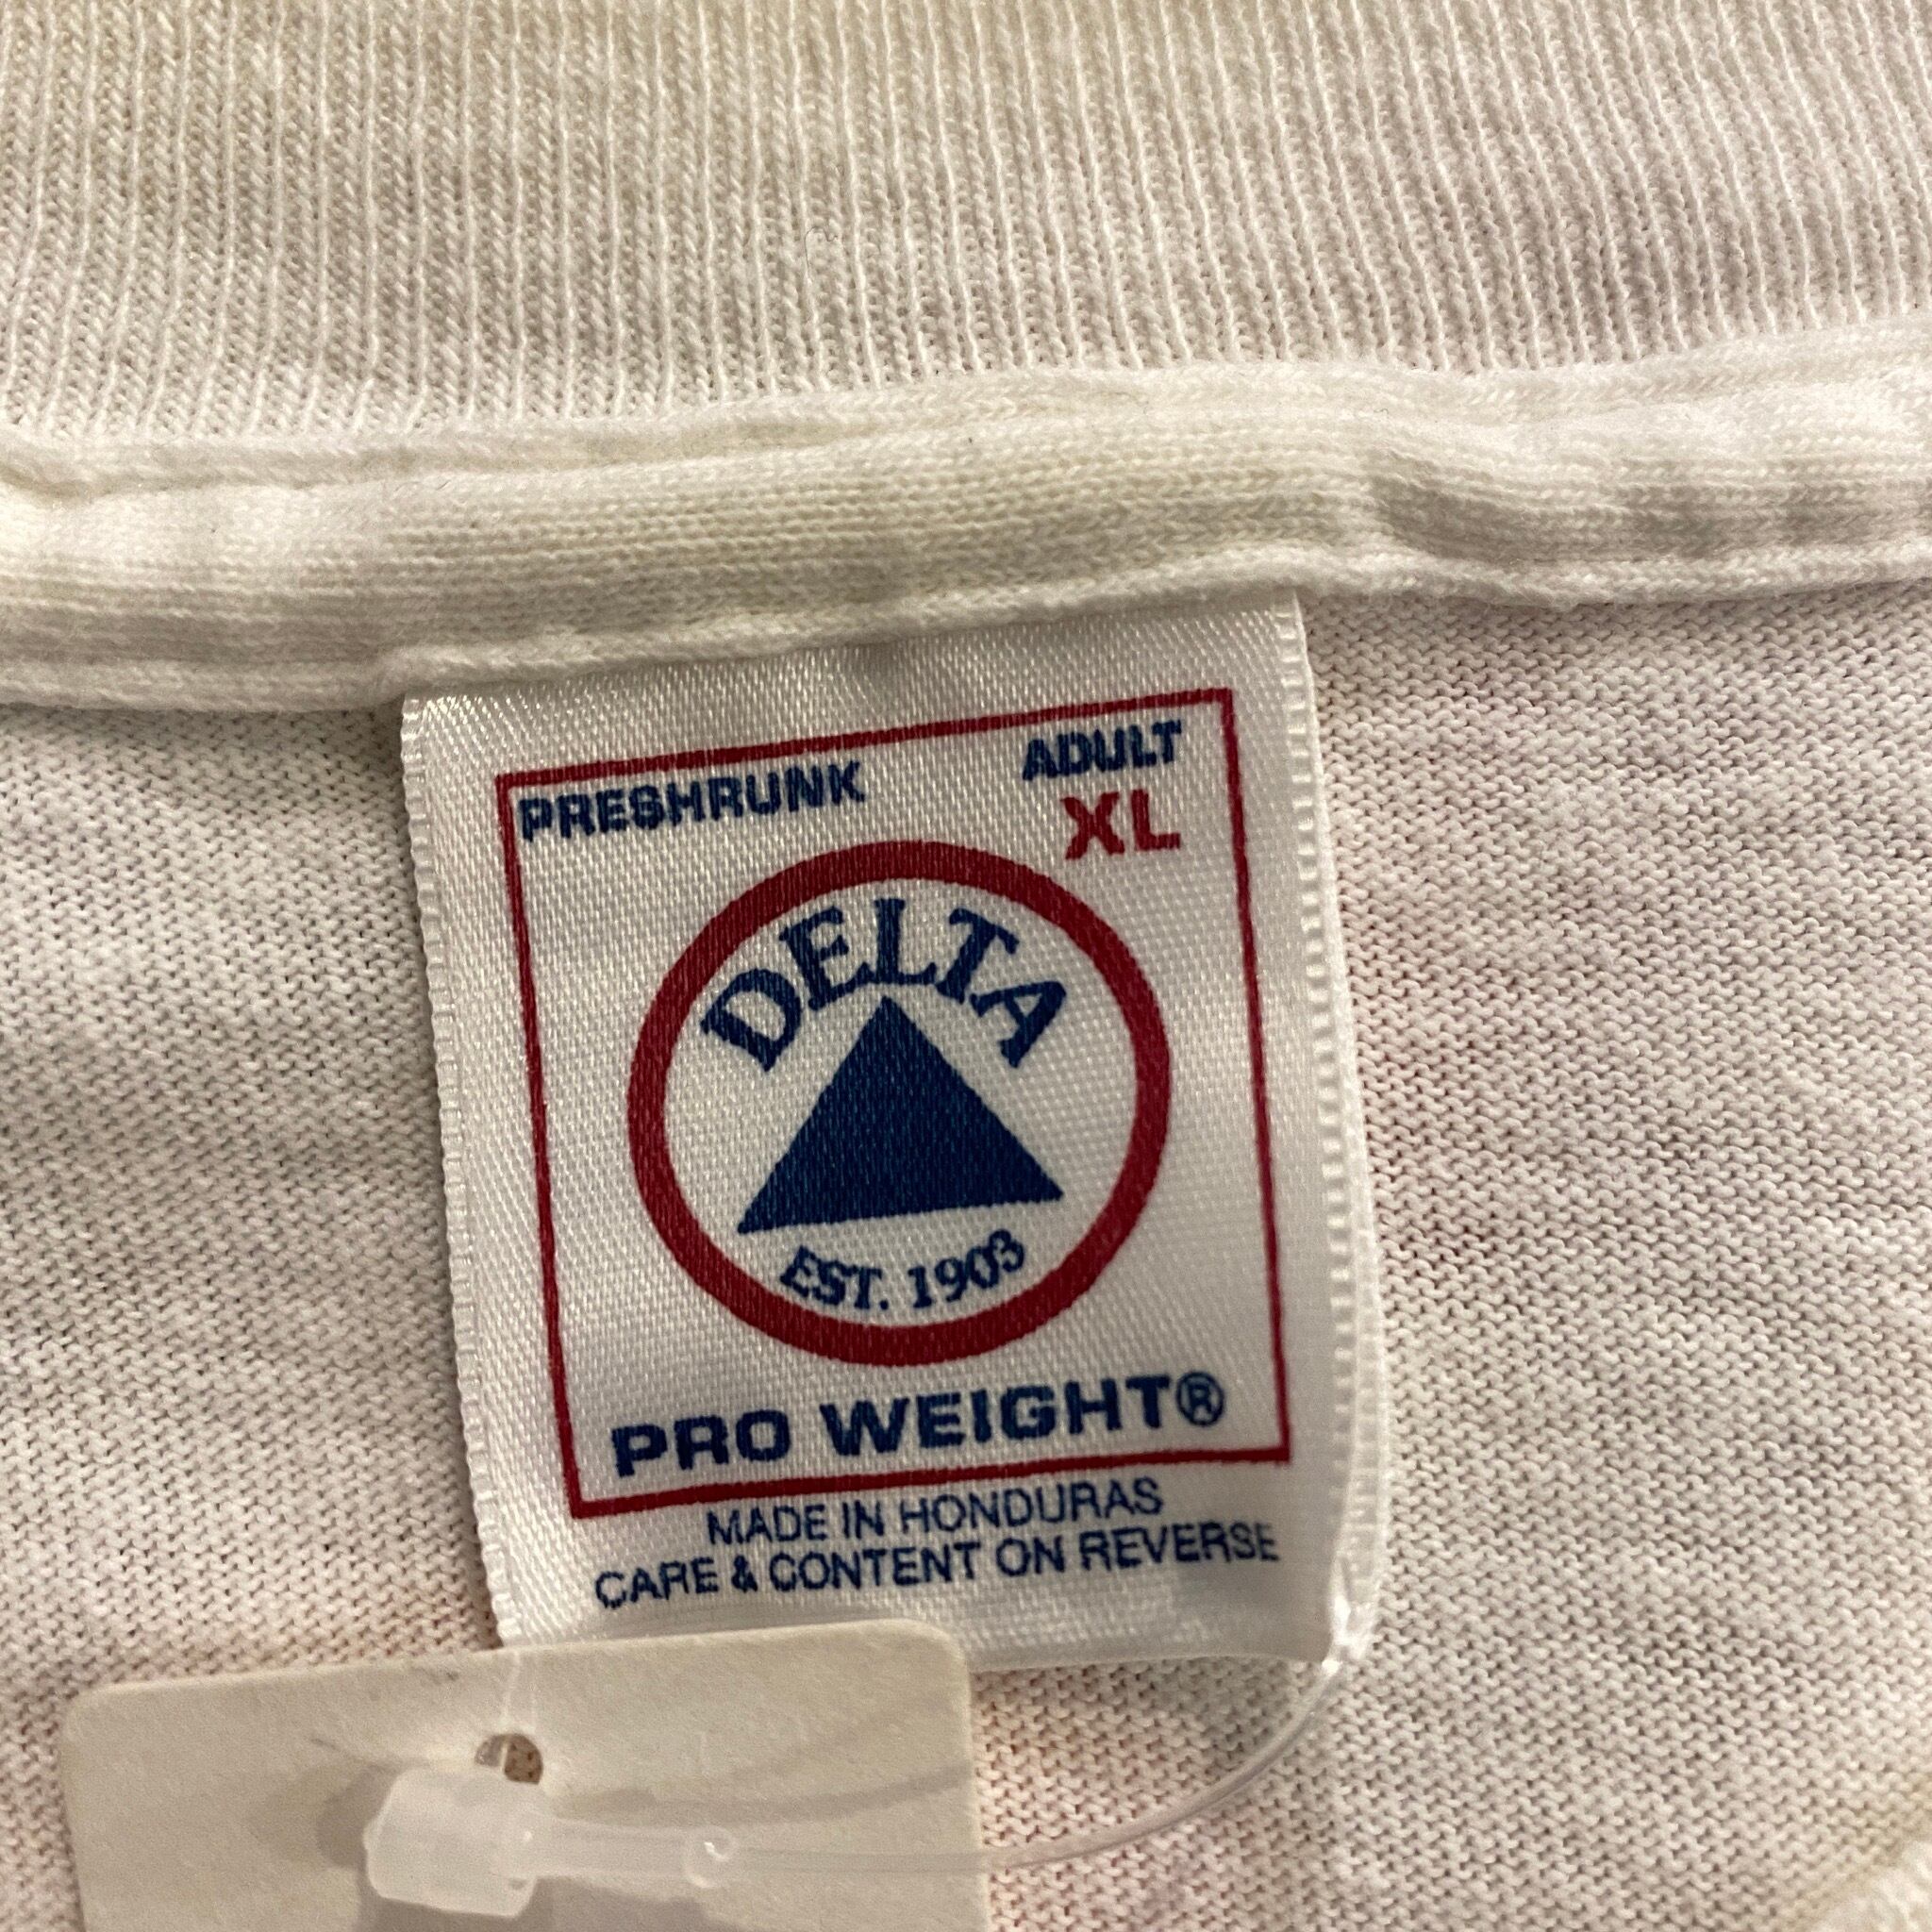 PRESHRUNK ADULT
XL
DELTA
EST. 1903
PRO WEIGHT®
MADE IN HONDURAS
CARE & CONTENT ON REVERSE